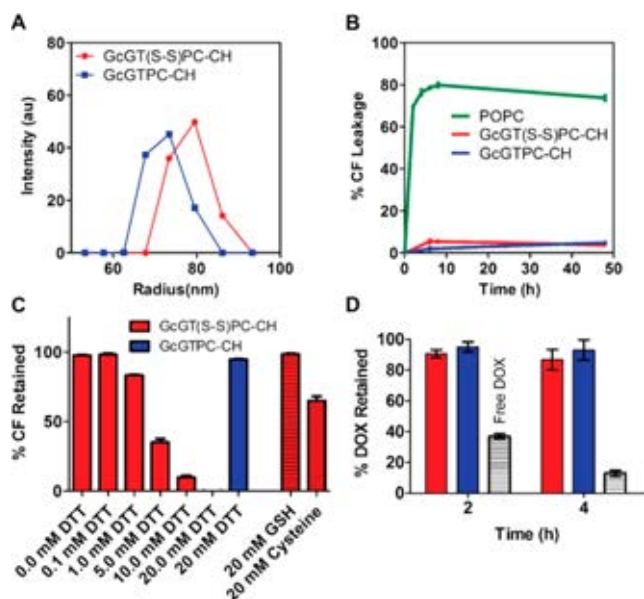 A
GcGT(S-S)PC-CH
GcGTPC-CH
Intensity (au)
80
60
40
20
0
60
80
100
Radius(nm)
B
% CF Leakage
100
80
60
40
20
0
POPC
GcGT(S-S)PC-CH
GcGTPC-CH
0
10
20
30
40
50
Time (h)
C
GcGT(S-S)PC-CH
GcGTPC-CH
% CF Retained
100
50
0
0.0 mM DTT
0.1 mM DTT
1.0 mM DTT
5.0 mM DTT
10.0 mM DTT
20.0 mM DTT
20 mM DTT
20 mM GSH
20 mM Cysteine
D
% DOX Retained
100
80
60
40
20
0
Free DOX
2
4
Time (h)